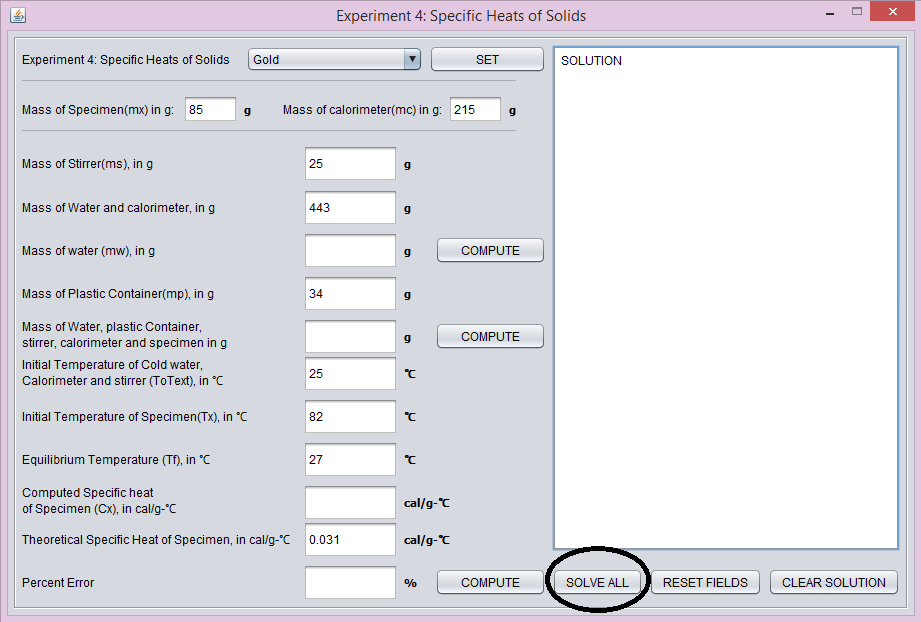 Experiment 4: Specific Heats of Solids
Experiment 4: Specific Heats of Solids Gold SET
Mass of Specimen(mx) in g: 85 g Mass of calorimeter(mc) in g: 215 g
Mass of Stirrer(ms), in g 25 g
Mass of Water and calorimeter, in g 443 g
Mass of water (mw), in g g COMPUTE
Mass of Plastic Container(mp), in g 34 g
Mass of Water, plastic Container,
stirrer, calorimeter and specimen in g g COMPUTE
Initial Temperature of Cold water,
Calorimeter and stirrer (ToText), in ℃ 25 ℃
Initial Temperature of Specimen(Tx), in ℃ 82 ℃
Equilibrium Temperature (Tf), in ℃ 27 ℃
Computed Specific heat
of Specimen (Cx), in cal/g-℃ cal/g-℃
Theoretical Specific Heat of Specimen, in cal/g-℃ 0.031 cal/g-℃
Percent Error % COMPUTE
SOLUTION
SOLVE ALL RESET FIELDS CLEAR SOLUTION